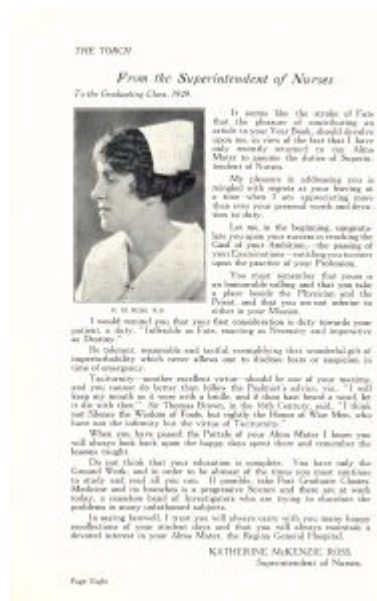 THE TORCH
From the Superintendent of Nurses
To the Graduating Class, 1929.
It seems like the stroke of Fate
that the pleasure of contributing an
article to your Year Book, should devolve
upon me, in view of the fact that I have
only recently returned to my Alma
Mater to assume the duties of Superin-
tendent of Nurses.
My pleasure in addressing you is
mingled with regrets at your leaving at
a time when I am appreciating more
than ever your personal worth and devo-
tion to duty.
Let me, in the beginning, congratu-
late you upon your success in reaching the
Goal of your Ambition,—the passing of
your Examinations—entitling you to enter
upon the practice of your Profession.
You must remember that yours is
an honourable calling and that you take
a place beside the Physician and the
Priest, and that you are not inferior to
either in your Mission.
I would remind you that your first consideration is duty towards your
patient, a duty, "Inflexible as Fate, exacting as Necessity and imperative
as Destiny."
Be tolerant, reasonable and tactful, exemplifying that wonderful gift of
imperturbability which never allows one to disclose fears or suspicion in
time of emergency.
Taciturnity—another excellent virtue—should be one of your maxims,
and you cannot do better than follow the Psalmist's advice, viz., "I will
keep my mouth as it were with a bridle, and if thou hast heard a word, let
it die with thee." Sir Thomas Brown, in the 16th Century, said, "I think
not Silence the Wisdom of Fools, but rightly the Honor of Wise Men, who
have not the infirmity but the virtue of Taciturnity."
When you have passed the Portals of your Alma Mater I know you
will always look back upon the happy days spent there and remember the
lessons taught.
Do not think that your education is complete. You have only the
Ground Work, and in order to be abreast of the times you must continue
to study and read all you can. If possible, take Post Graduate Classes.
Medicine and its branches is a progressive Science and there are at work
today, a ceaseless band of Investigators who are trying to elucidate the
problems in many unfathomed subjects.
In saying farewell, I trust you will always carry with you many happy
recollections of your student days and that you will always maintain a
devoted interest in your Alma Mater, the Regina General Hospital.
KATHERINE McKENZIE ROSS,
Superintendent of Nurses.
Page Eight